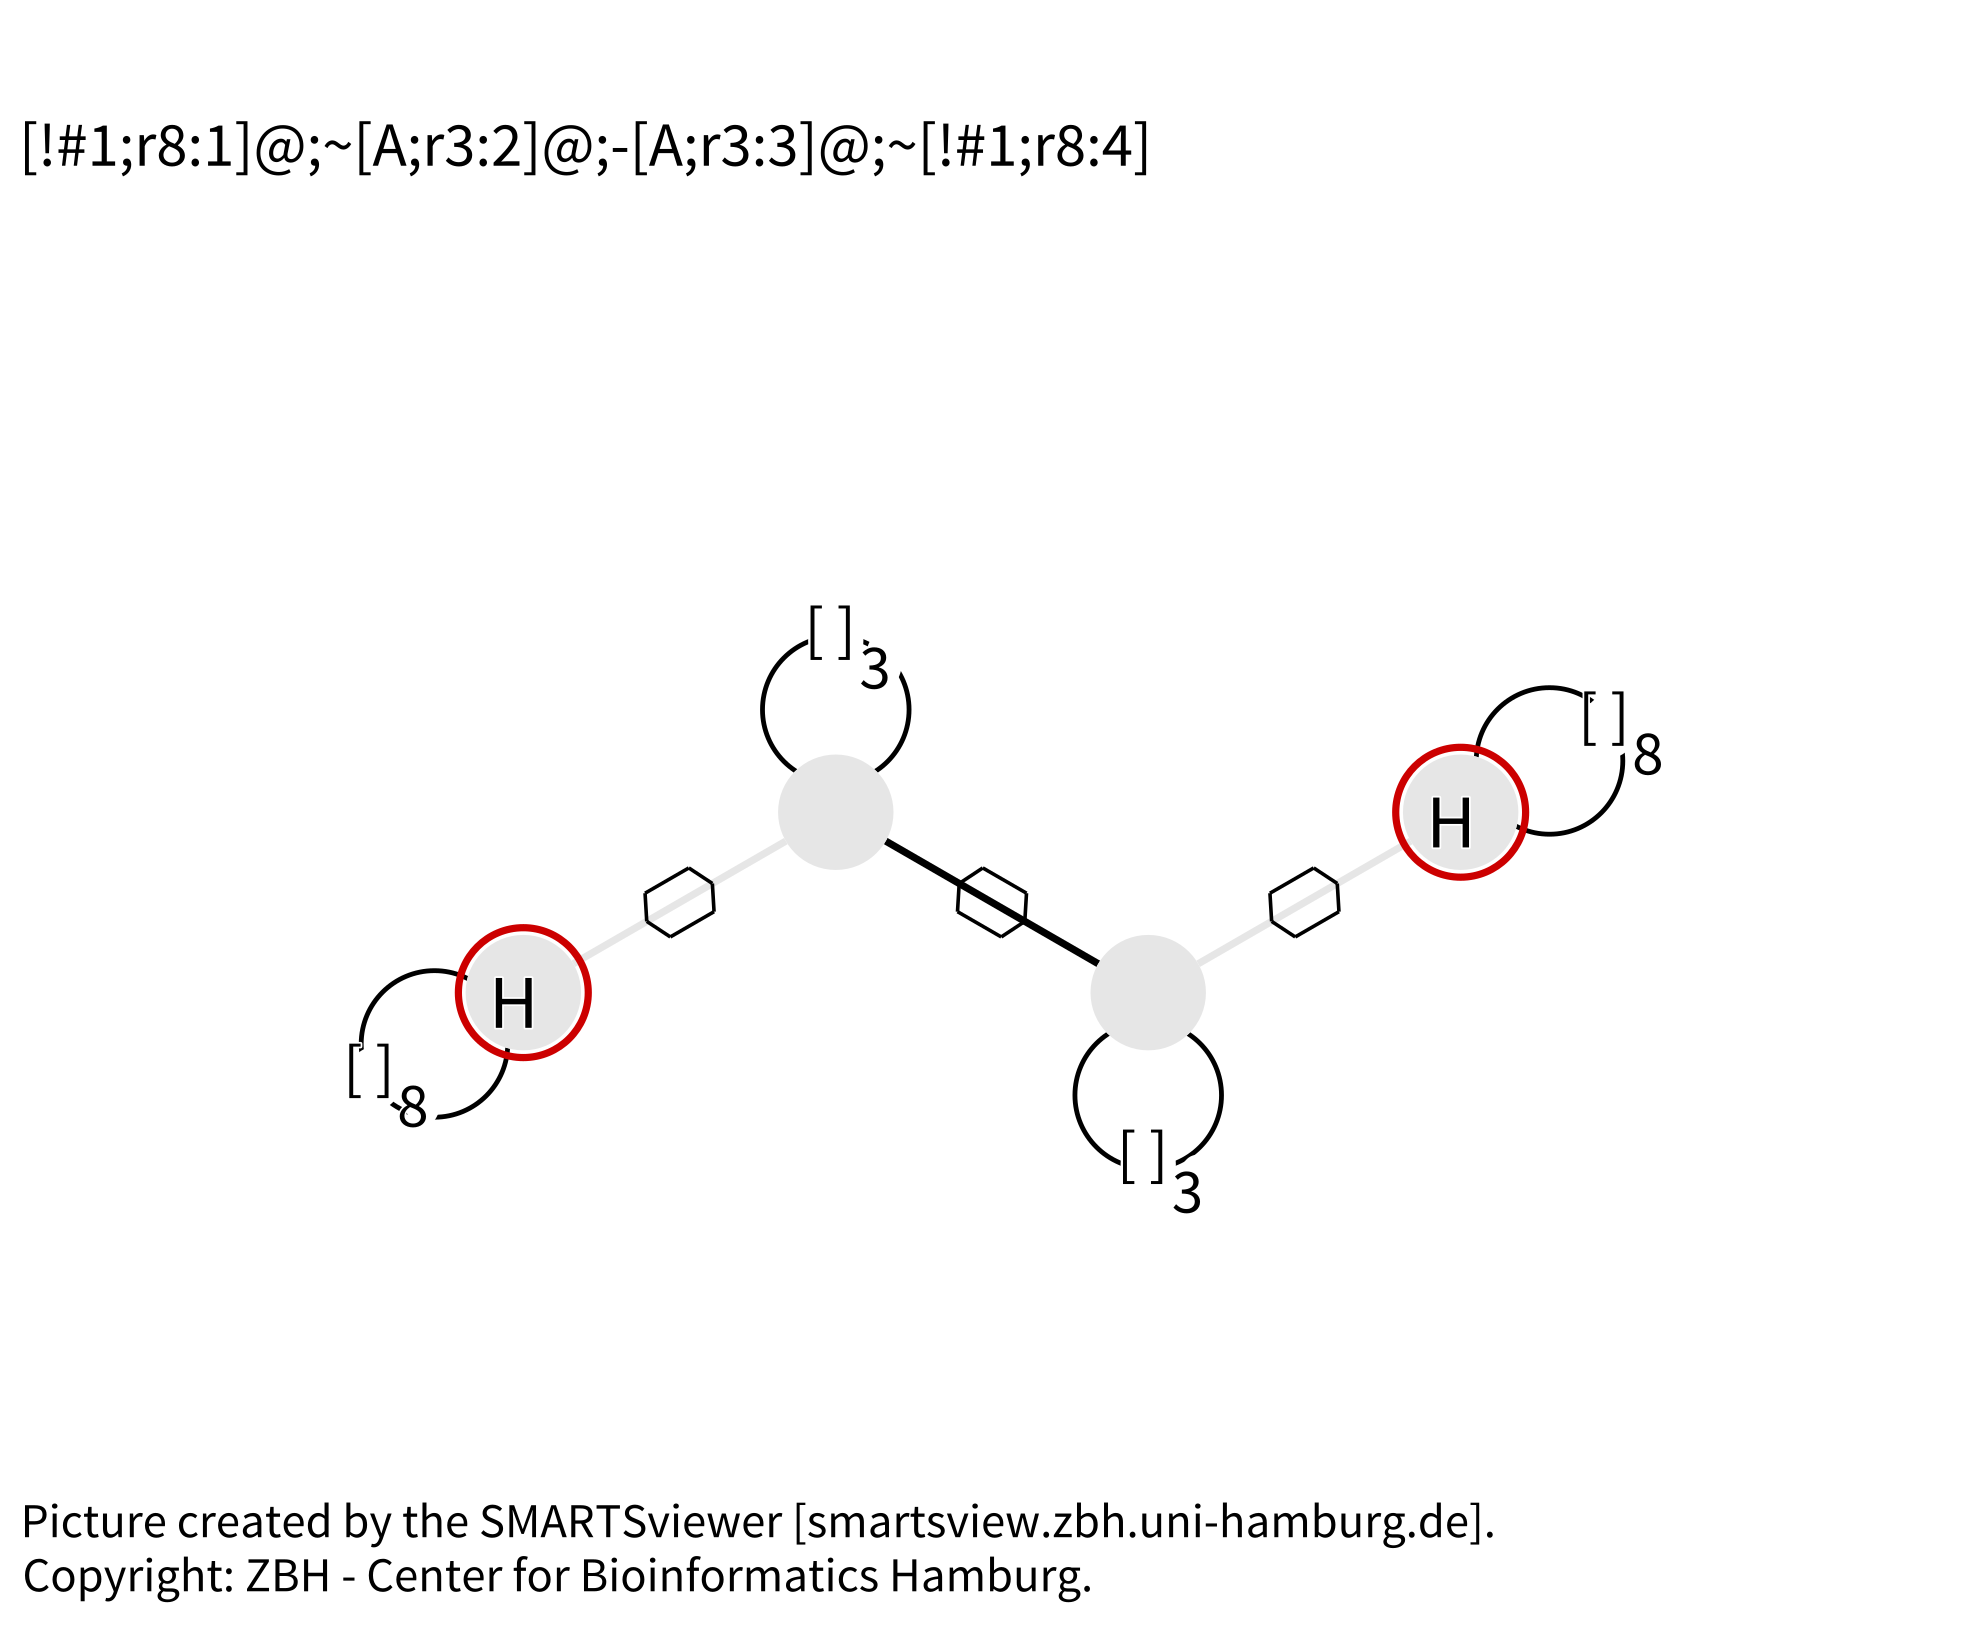 [!#1;r8:1]@;~[A;r3:2]@;-[A;r3:3]@;~[!#1;r8:4]
[ ]3
[ ]8
H
H
[ ]8
[ ]3
Picture created by the SMARTSviewer [smartsview.zbh.uni-hamburg.de].
Copyright: ZBH - Center for Bioinformatics Hamburg.